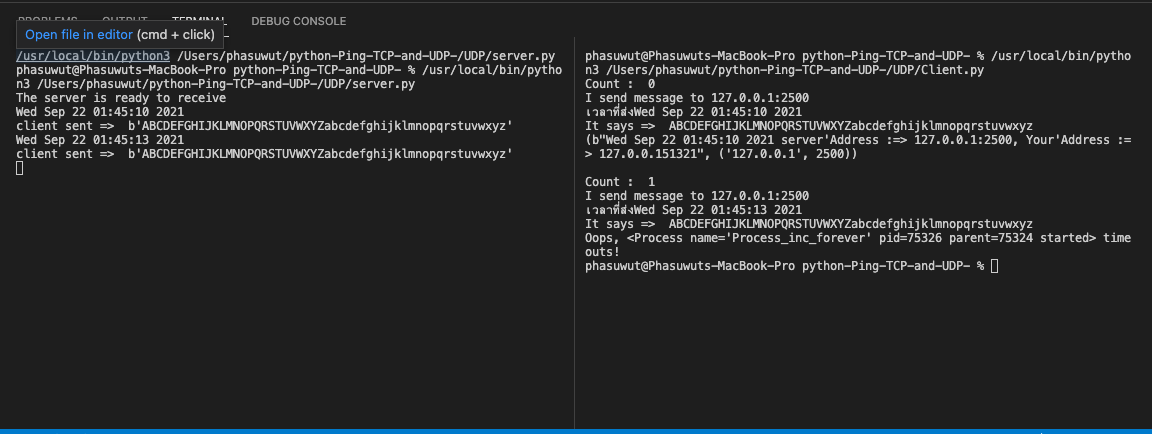 PROBLEMS OUTPUT TERMINAL DEBUG CONSOLE
Open file in editor (cmd + click)
/usr/local/bin/python3 /Users/phasuwut/python-Ping-TCP-and-UDP-/UDP/server.py
phasuwut@Phasuwuts-MacBook-Pro python-Ping-TCP-and-UDP- % /usr/local/bin/pytho
n3 /Users/phasuwut/python-Ping-TCP-and-UDP-/UDP/server.py
The server is ready to receive
Wed Sep 22 01:45:10 2021
client sent =>  b'ABCDEFGHIJKLMNOPQRSTUVWXYZabcdefghijklmnopqrstuvwxyz'
Wed Sep 22 01:45:13 2021
client sent =>  b'ABCDEFGHIJKLMNOPQRSTUVWXYZabcdefghijklmnopqrstuvwxyz'
phasuwut@Phasuwuts-MacBook-Pro python-Ping-TCP-and-UDP- % /usr/local/bin/pytho
n3 /Users/phasuwut/python-Ping-TCP-and-UDP-/UDP/Client.py
Count :  0
I send message to 127.0.0.1:2500
เวลาที่ส่งWed Sep 22 01:45:10 2021
It says =>  ABCDEFGHIJKLMNOPQRSTUVWXYZabcdefghijklmnopqrstuvwxyz
(b"Wed Sep 22 01:45:10 2021 server'Address :=> 127.0.0.1:2500, Your'Address :=
> 127.0.0.151321", ('127.0.0.1', 2500))
Count :  1
I send message to 127.0.0.1:2500
เวลาที่ส่งWed Sep 22 01:45:13 2021
It says =>  ABCDEFGHIJKLMNOPQRSTUVWXYZabcdefghijklmnopqrstuvwxyz
Oops, <Process name='Process_inc_forever' pid=75326 parent=75324 started> time
outs!
phasuwut@Phasuwuts-MacBook-Pro python-Ping-TCP-and-UDP- %